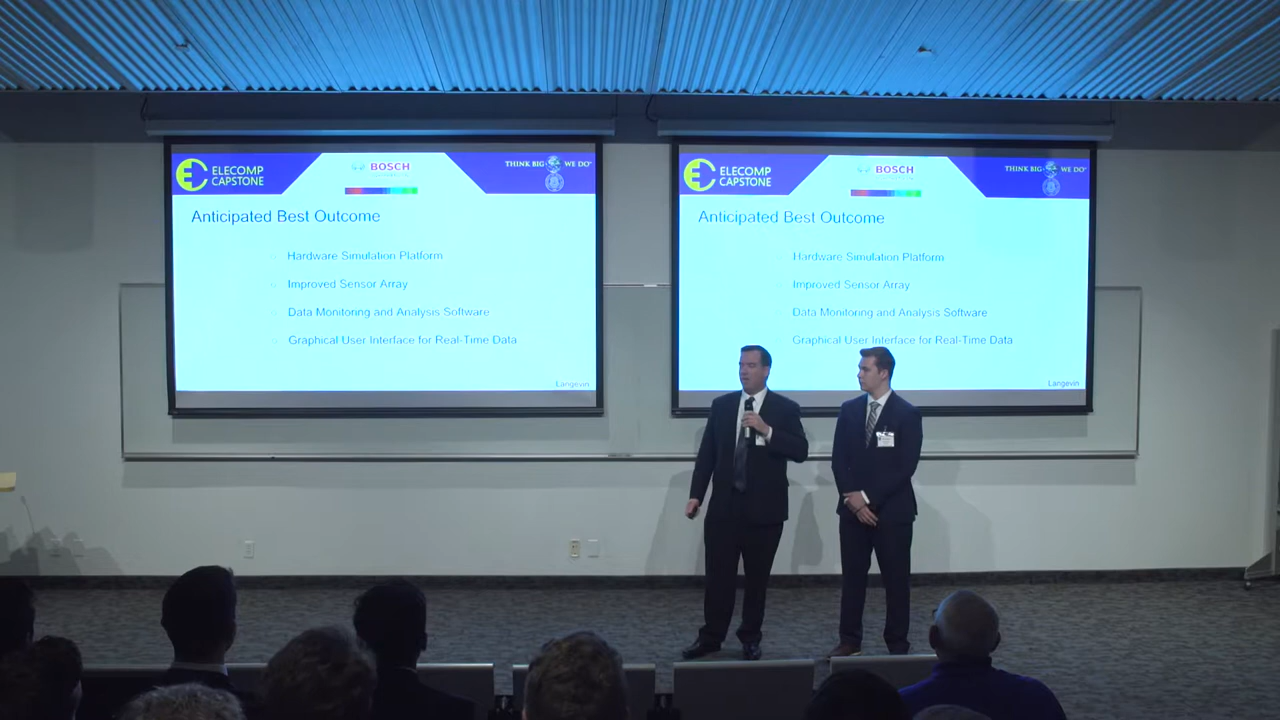 ELECOMP
CAPSTONE
BOSCH
THINK BIG WE DO
Anticipated Best Outcome
Hardware Simulation Platform
Improved Sensor Array
Data Monitoring and Analysis Software
Graphical User Interface for Real-Time Data
Langevin
ELECOMP
CAPSTONE
BOSCH
THINK BIG WE DO
Anticipated Best Outcome
Hardware Simulation Platform
Improved Sensor Array
Data Monitoring and Analysis Software
Graphical User Interface for Real-Time Data
Langevin